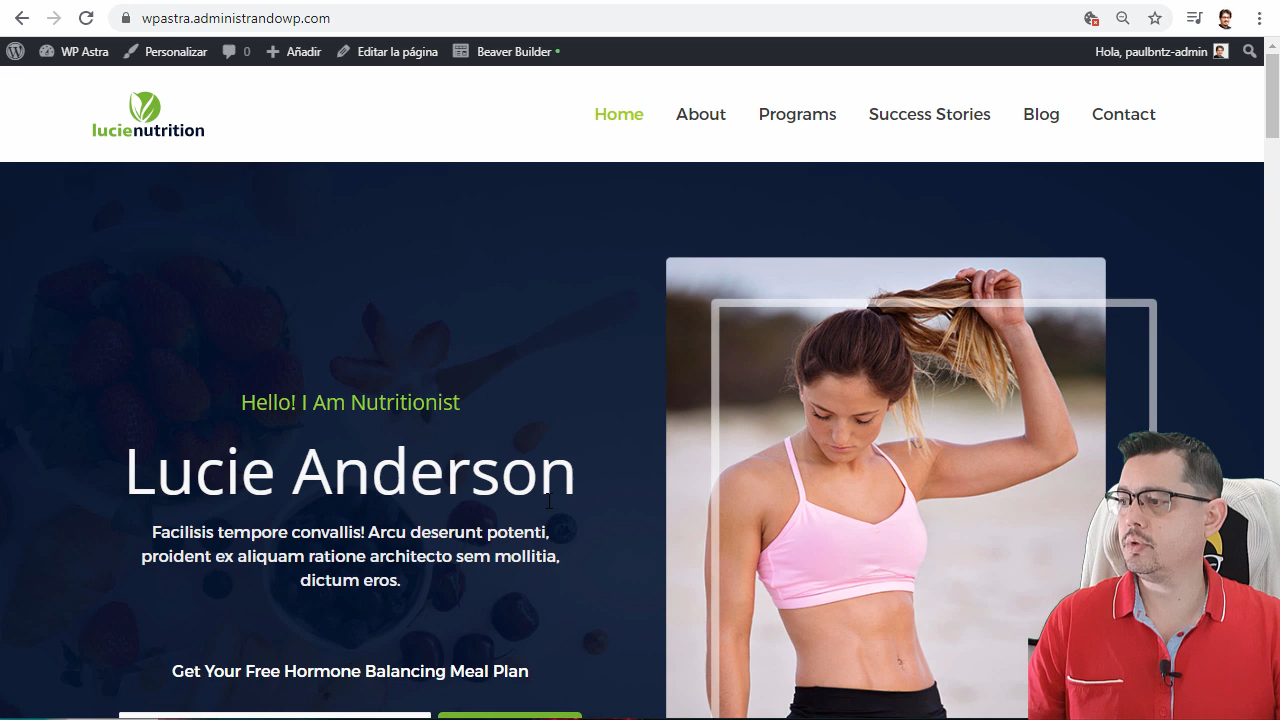 wpastra.administrandowp.com
WP Astra Personalizar 0 Añadir Editar la página Beaver Builder • Hola, paulbntz-admin
lucienutrition
Home About Programs Success Stories Blog Contact
Hello! I Am Nutritionist
Lucie Anderson
Facilisis tempore convallis! Arcu deserunt potenti,
proident ex aliquam ratione architecto sem mollitia,
dictum eros.
Get Your Free Hormone Balancing Meal Plan